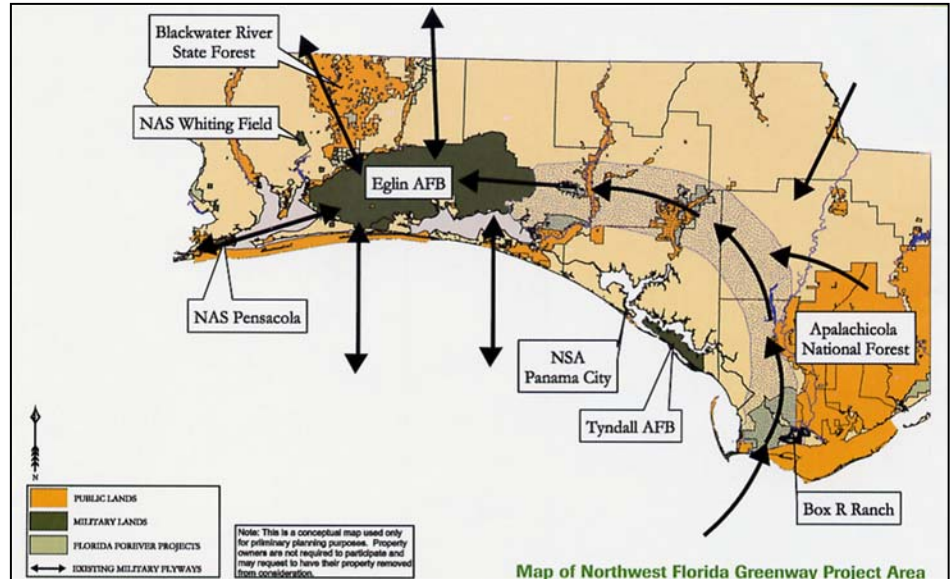 Blackwater River
State Forest
NAS Whiting Field
Eglin AFB
NAS Pensacola
NSA
Panama City
Tyndall AFB
Apalachicola
National Forest
Box R Ranch
N
PUBLIC LANDS
MILITARY LANDS
FLORIDA FOREVER PROJECTS
EXISTING MILITARY FLYWAYS
Note: This is a conceptual map used only
for priliminary planning purposes. Property
owners are not required to participate and
may request to have their property removed
from consideration.
Map of Northwest Florida Greenway Project Area